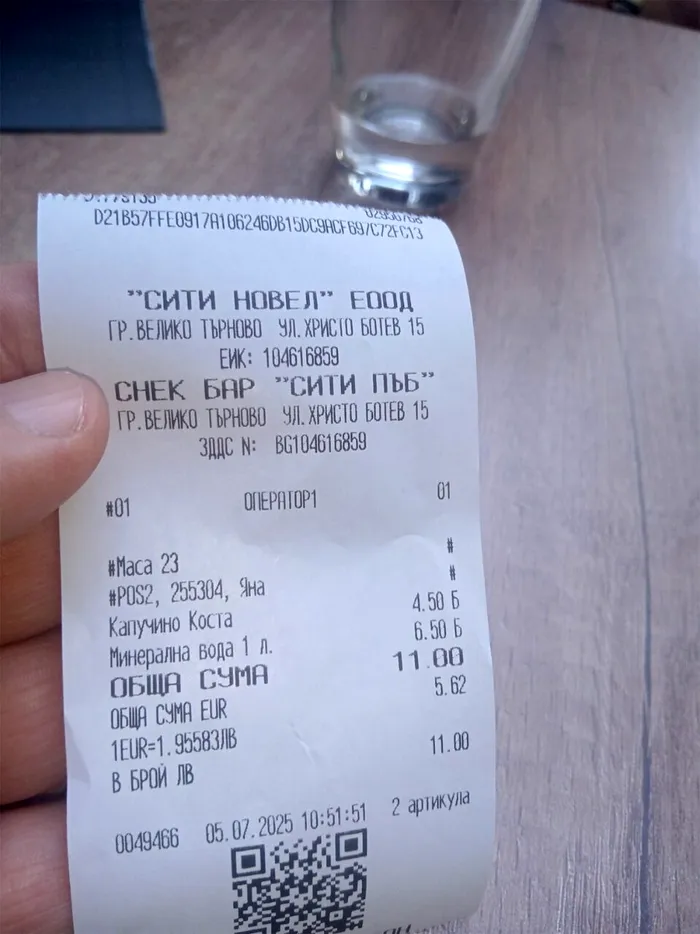 D21B57FFE0917A106246DB15DC9ACF697C72FC13
"СИТИ НОВЕЛ" ЕООД
ГР.ВЕЛИКО ТЪРНОВО УЛ.ХРИСТО БОТЕВ 15
ЕИК: 104616859
СНЕК БАР "СИТИ ПЪБ"
ГР.ВЕЛИКО ТЪРНОВО УЛ.ХРИСТО БОТЕВ 15
ЗДДС N: BG104616859
#01 ОПЕРАТОР1 01
#Маса 23 #
#POS2, 255304, Яна #
Капучино Коста 4.50 Б
Минерална вода 1 л. 6.50 Б
ОБЩА СУМА 11.00
ОБЩА СУМА EUR 5.62
1EUR=1.95583ЛВ
В БРОЙ ЛВ 11.00
0049466 05.07.2025 10:51:51 2 артикула